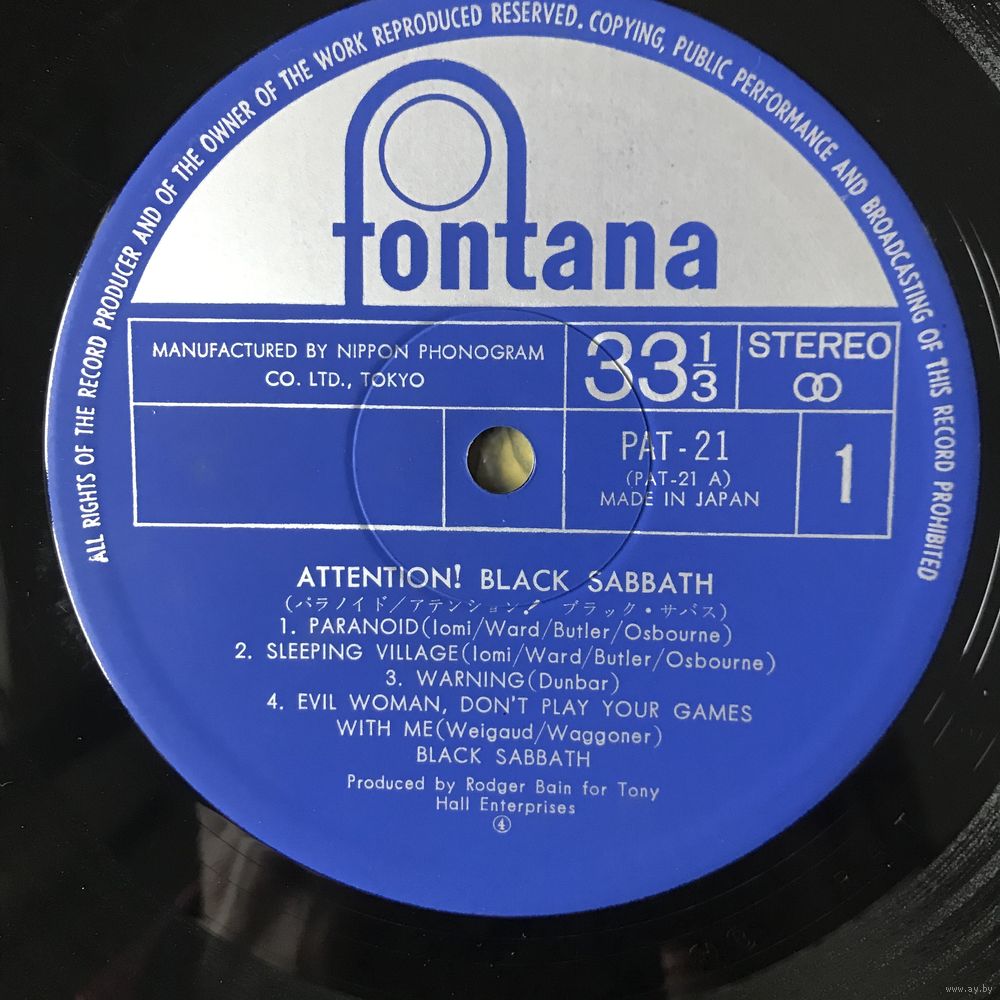 ALL RIGHTS OF THE RECORD PRODUCER AND OF THE OWNER OF THE WORK REPRODUCED RESERVED. COPYING, PUBLIC PERFORMANCE AND BROADCASTING OF THIS RECORD PROHIBITED
fontana
MANUFACTURED BY NIPPON PHONOGRAM
CO. LTD., TOKYO
33 1/3
STEREO
PAT-21
(PAT-21 A)
MADE IN JAPAN
1
ATTENTION! BLACK SABBATH
(パラノイド/アテンション! ブラック・サバス)
1. PARANOID(Iomi/Ward/Butler/Osbourne)
2. SLEEPING VILLAGE(Iomi/Ward/Butler/Osbourne)
3. WARNING(Dunbar)
4. EVIL WOMAN, DON'T PLAY YOUR GAMES
WITH ME(Weigaud/Waggoner)
BLACK SABBATH
Produced by Rodger Bain for Tony
Hall Enterprises
④
www.ay.by